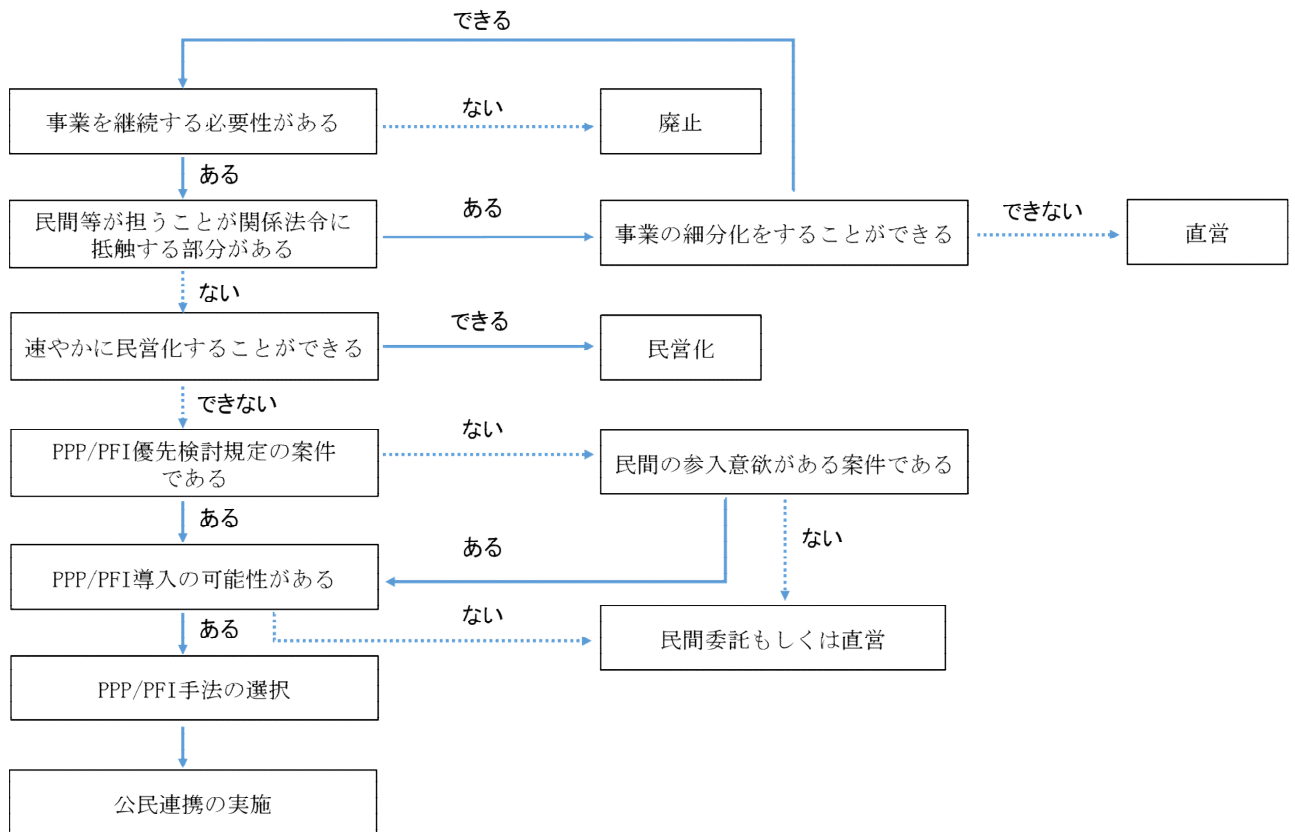 できる
事業を継続する必要性がある
ない
廃止
ある
民間等が担うことが関係法令に
抵触する部分がある
ある
事業の細分化をすることができる
できない
直営
ない
速やかに民営化することができる
できる
民営化
できない
PPP/PFI優先検討規定の案件
である
ない
民間の参入意欲がある案件である
ある
ある
ない
PPP/PFI導入の可能性がある
ない
民間委託もしくは直営
ある
PPP/PFI手法の選択
公民連携の実施